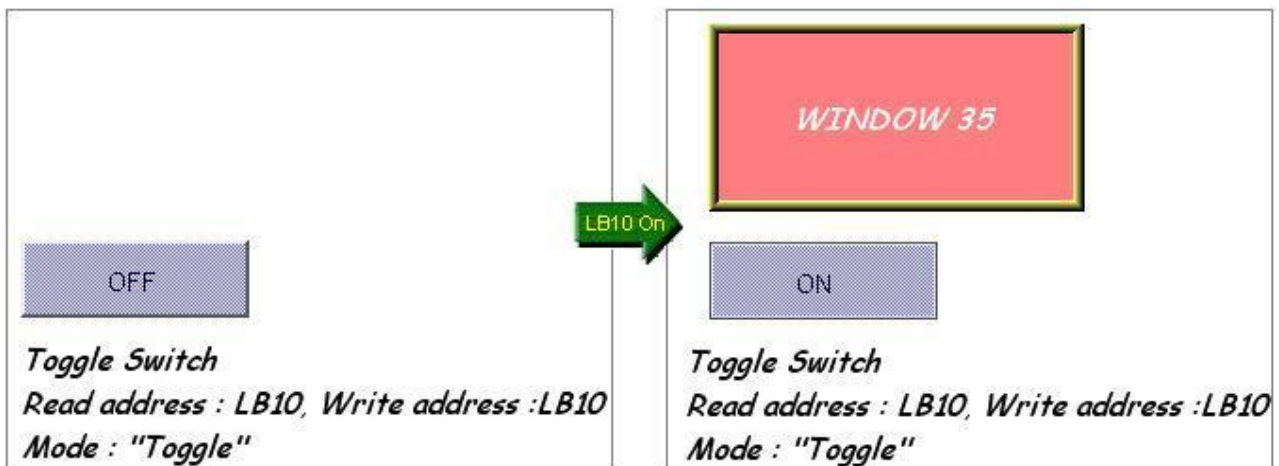 OFF
Toggle Switch
Read address : LB10, Write address :LB10
Mode : "Toggle"
LB10 On
WINDOW 35
ON
Toggle Switch
Read address : LB10, Write address :LB10
Mode : "Toggle"